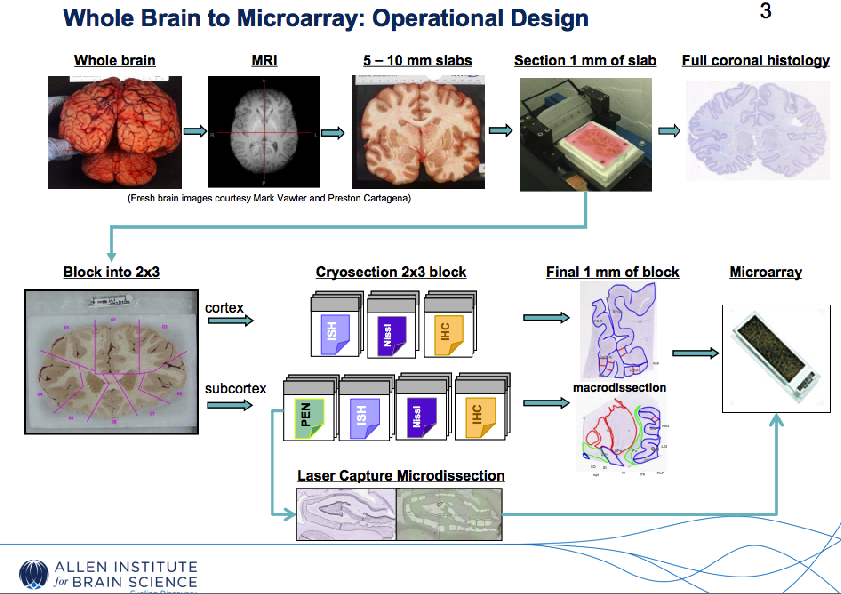 Whole Brain to Microarray: Operational Design
3
Whole brain
MRI
5 – 10 mm slabs
Section 1 mm of slab
Full coronal histology
(Fresh brain images courtesy Mark Vawter and Preston Cartagena)
Block into 2x3
Cryosection 2x3 block
Final 1 mm of block
Microarray
cortex
ISH
Nissl
IHC
subcortex
macrodissection
PEN
ISH
Nissl
IHC
Laser Capture Microdissection
ALLEN INSTITUTE
for BRAIN SCIENCE